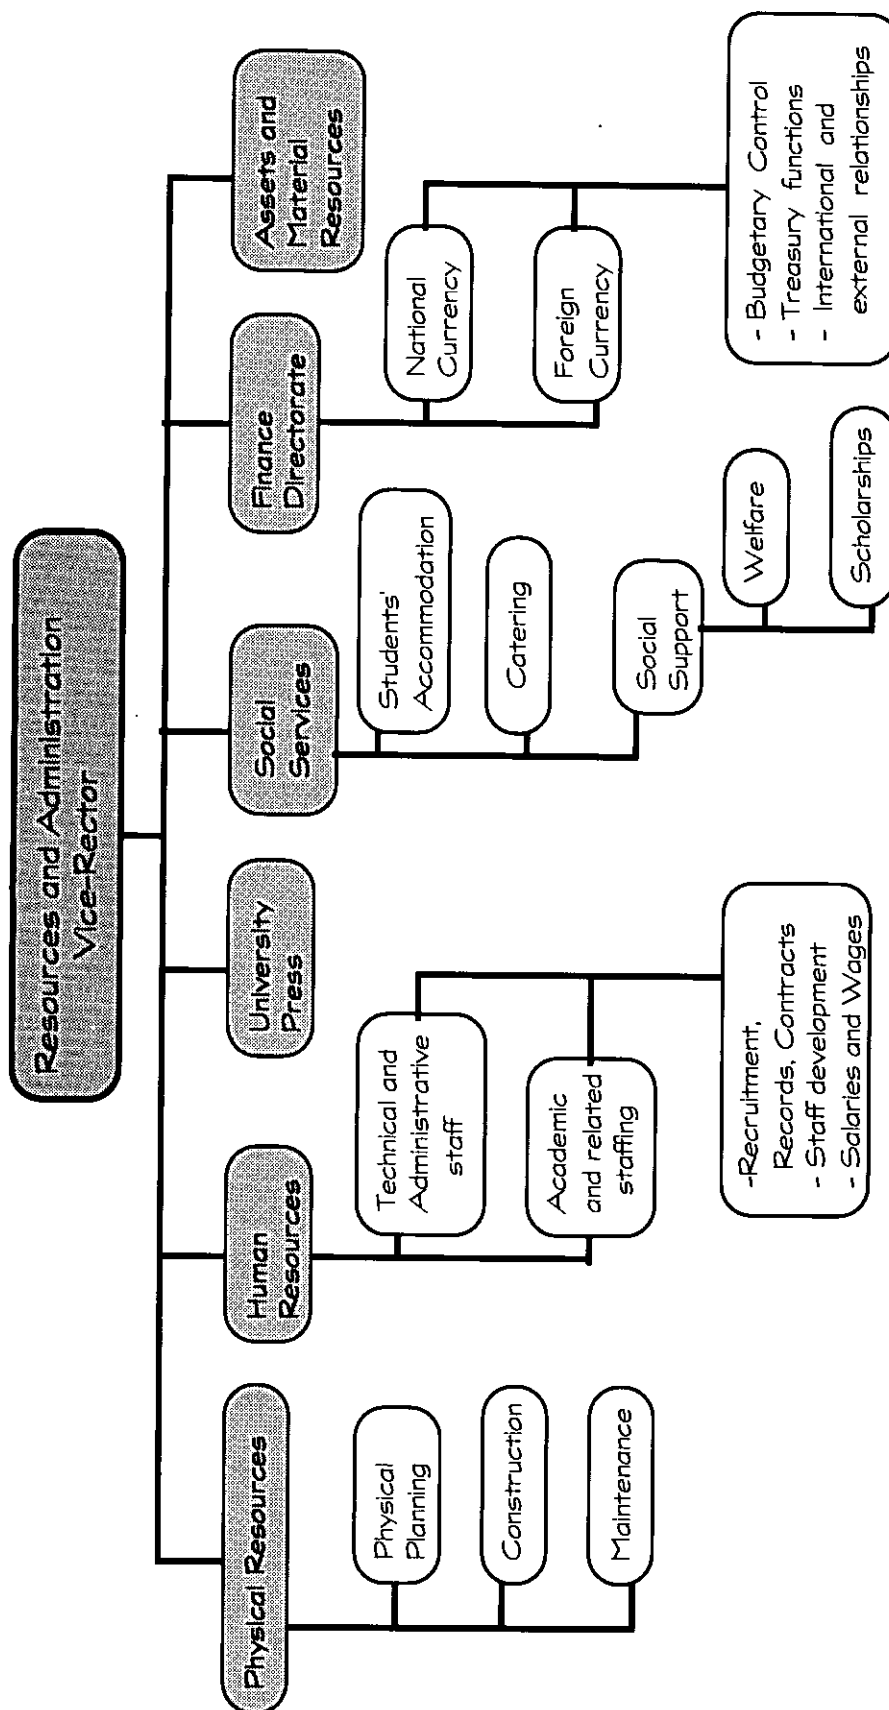 Resources and Administration
Vice-Rector
Physical Resources
Human
Resources
University
Press
Social
Services
Finance
Directorate
Assets and
Material
Resources
Physical
Planning
Construction
Maintenance
Technical and
Administrative
staff
Academic
and related
staffing
-Recruitment,
Records, Contracts
- Staff development
- Salaries and Wages
Students'
Accommodation
Catering
Social
Support
Welfare
Scholarships
National
Currency
Foreign
Currency
- Budgetary Control
- Treasury functions
- International and
external relationships